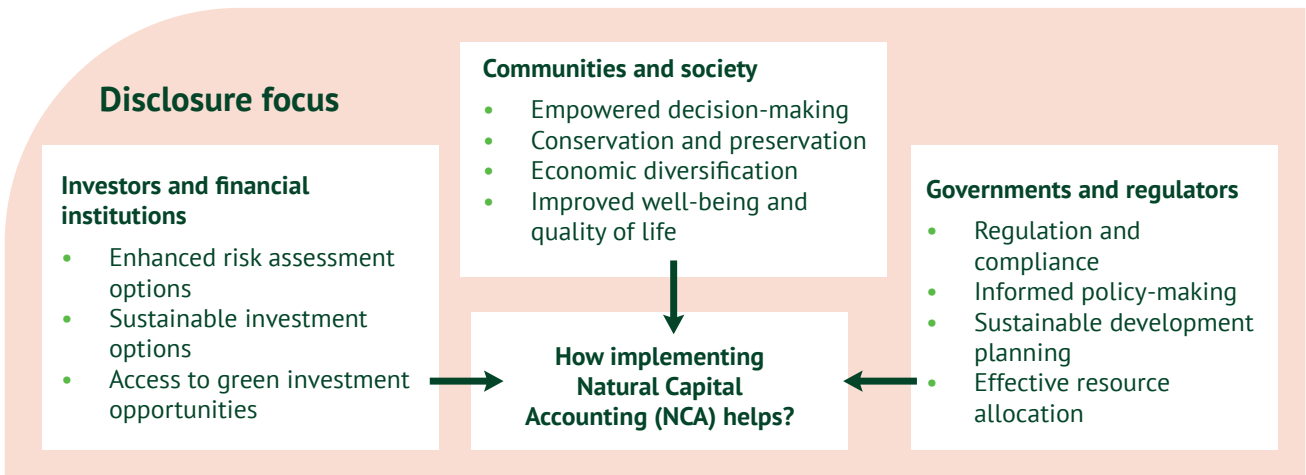 Disclosure focus
Investors and financial
institutions
• Enhanced risk assessment
options
• Sustainable investment
options
• Access to green investment
opportunities
Communities and society
• Empowered decision-making
• Conservation and preservation
• Economic diversification
• Improved well-being and
quality of life
How implementing
Natural Capital
Accounting (NCA) helps?
Governments and regulators
• Regulation and
compliance
• Informed policy-making
• Sustainable development
planning
• Effective resource
allocation